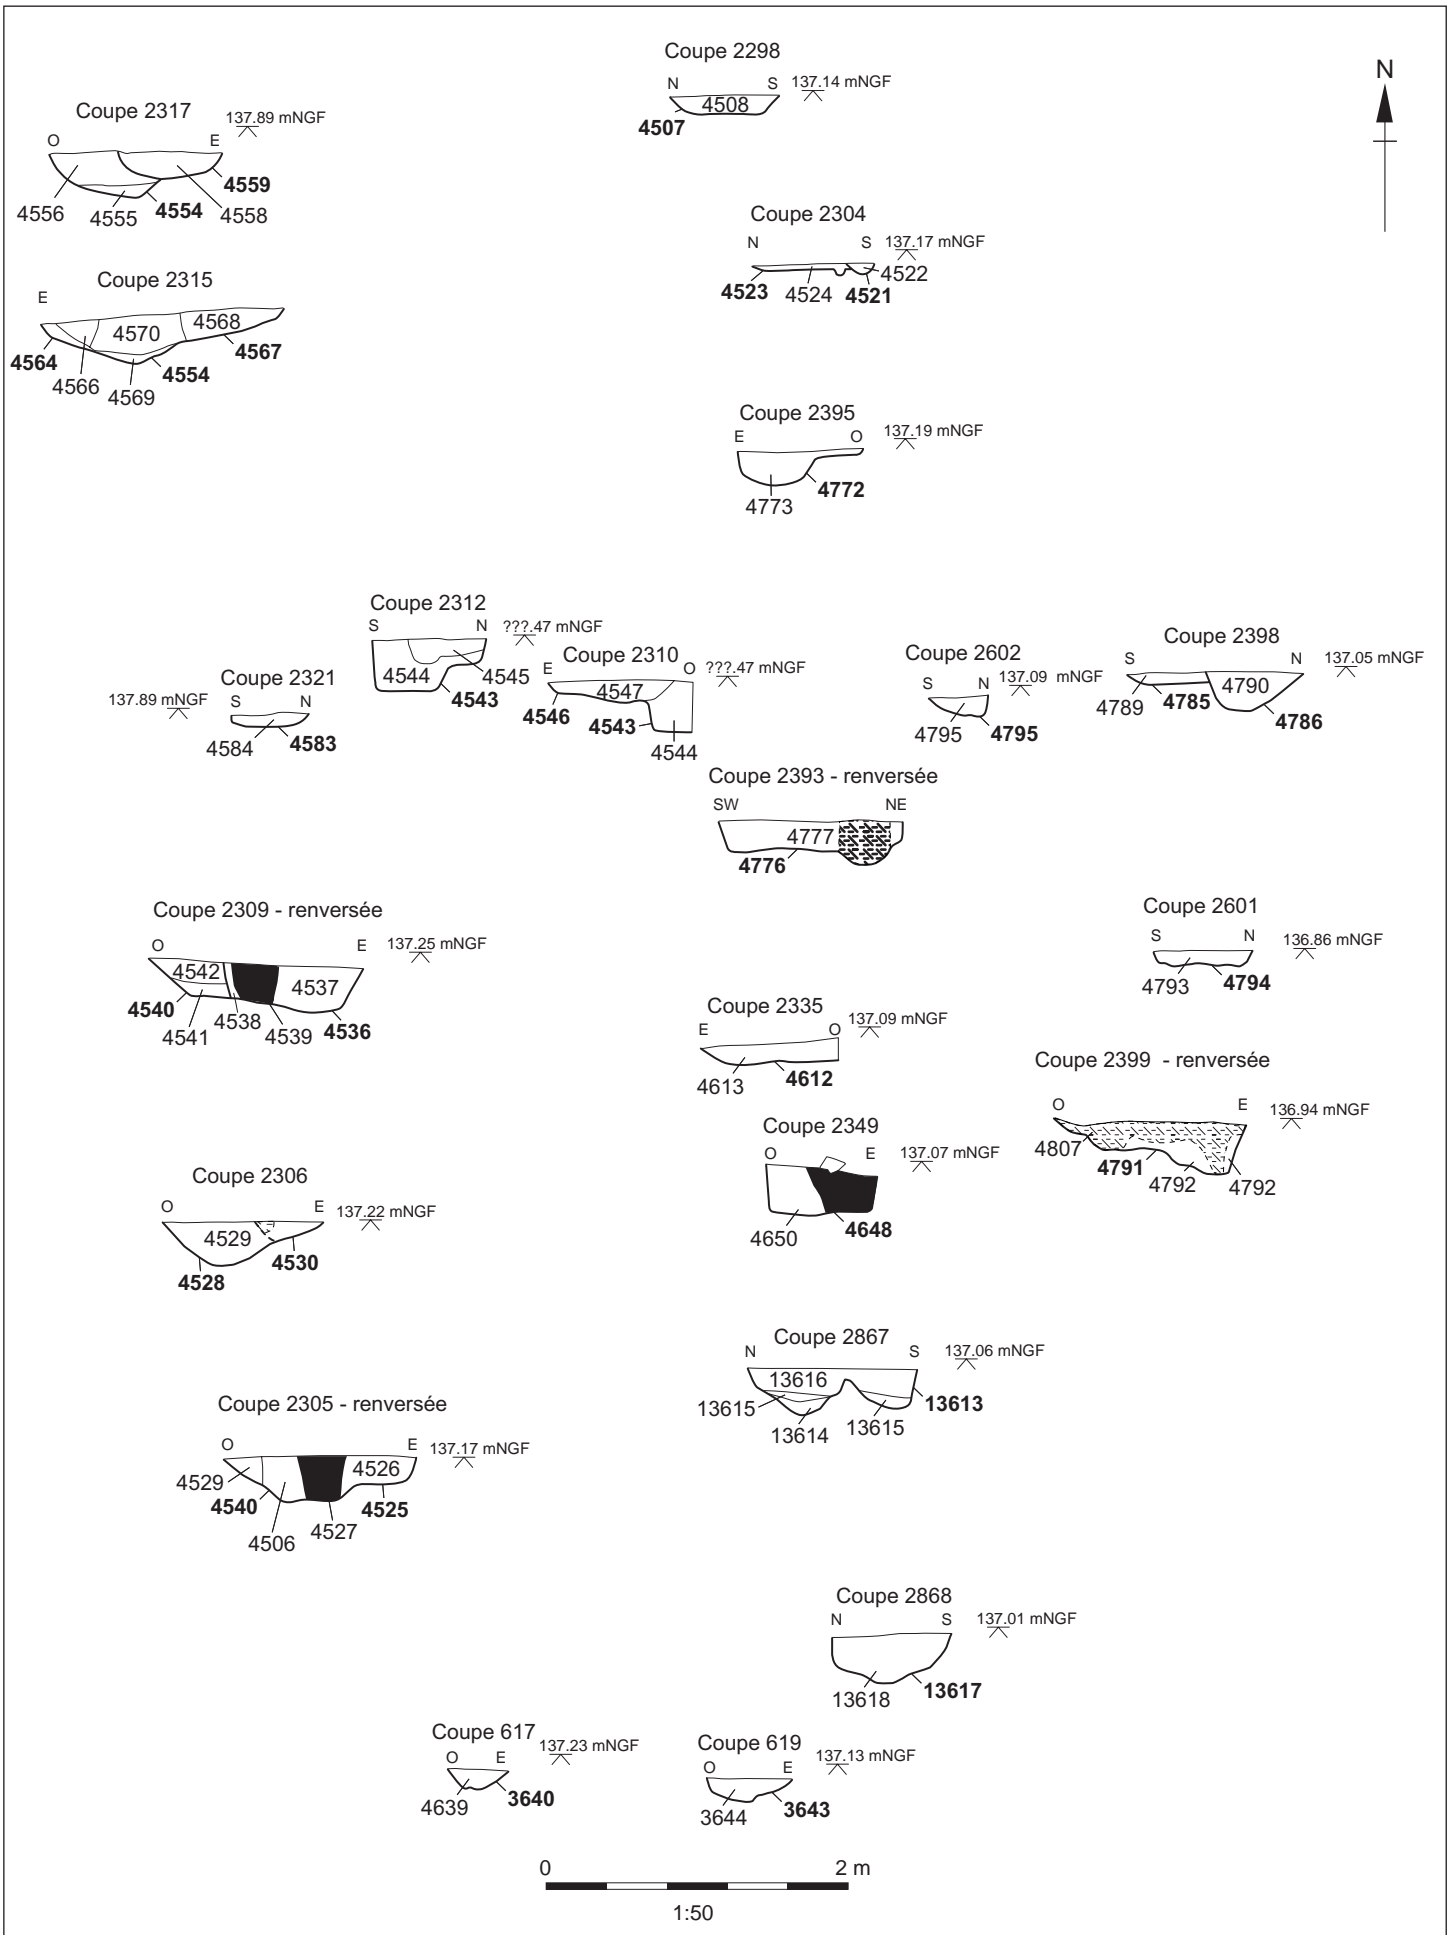 Coupe 2298
N S 137.14 mNGF
4508
4507
N
Coupe 2317
137.89 mNGF
O E
4559
4556 4555 4554 4558
Coupe 2304
N S 137.17 mNGF
4522
4523 4524 4521
Coupe 2315
E
4570 4568
4564 4567
4566 4554
4569
Coupe 2395
E O 137.19 mNGF
4772
4773
Coupe 2312
S N ???.47 mNGF
4544 4545
4543
Coupe 2310
E O ???.47 mNGF
4547
4546
4543
4544
Coupe 2321
137.89 mNGF S N
4584 4583
Coupe 2602
S N 137.09 mNGF
4795 4795
Coupe 2398
S N 137.05 mNGF
4790
4789 4785
4786
Coupe 2393 - renversée
SW NE
4777
4776
Coupe 2309 - renversée
O E 137.25 mNGF
4542
4537
4540
4541 4538 4539 4536
Coupe 2601
S N 136.86 mNGF
4793 4794
Coupe 2335
E O 137.09 mNGF
4613 4612
Coupe 2399 - renversée
O E 136.94 mNGF
4807
4791
4792 4792
Coupe 2349
O E 137.07 mNGF
4650 4648
Coupe 2306
O E 137.22 mNGF
4529
4528 4530
Coupe 2867
N S 137.06 mNGF
13616
13615 13613
13614 13615
Coupe 2305 - renversée
O E 137.17 mNGF
4529 4526
4540 4525
4506 4527
Coupe 2868
N S 137.01 mNGF
13618 13617
Coupe 617
O E 137.23 mNGF
4639 3640
Coupe 619
O E 137.13 mNGF
3644 3643
0 2 m
1:50